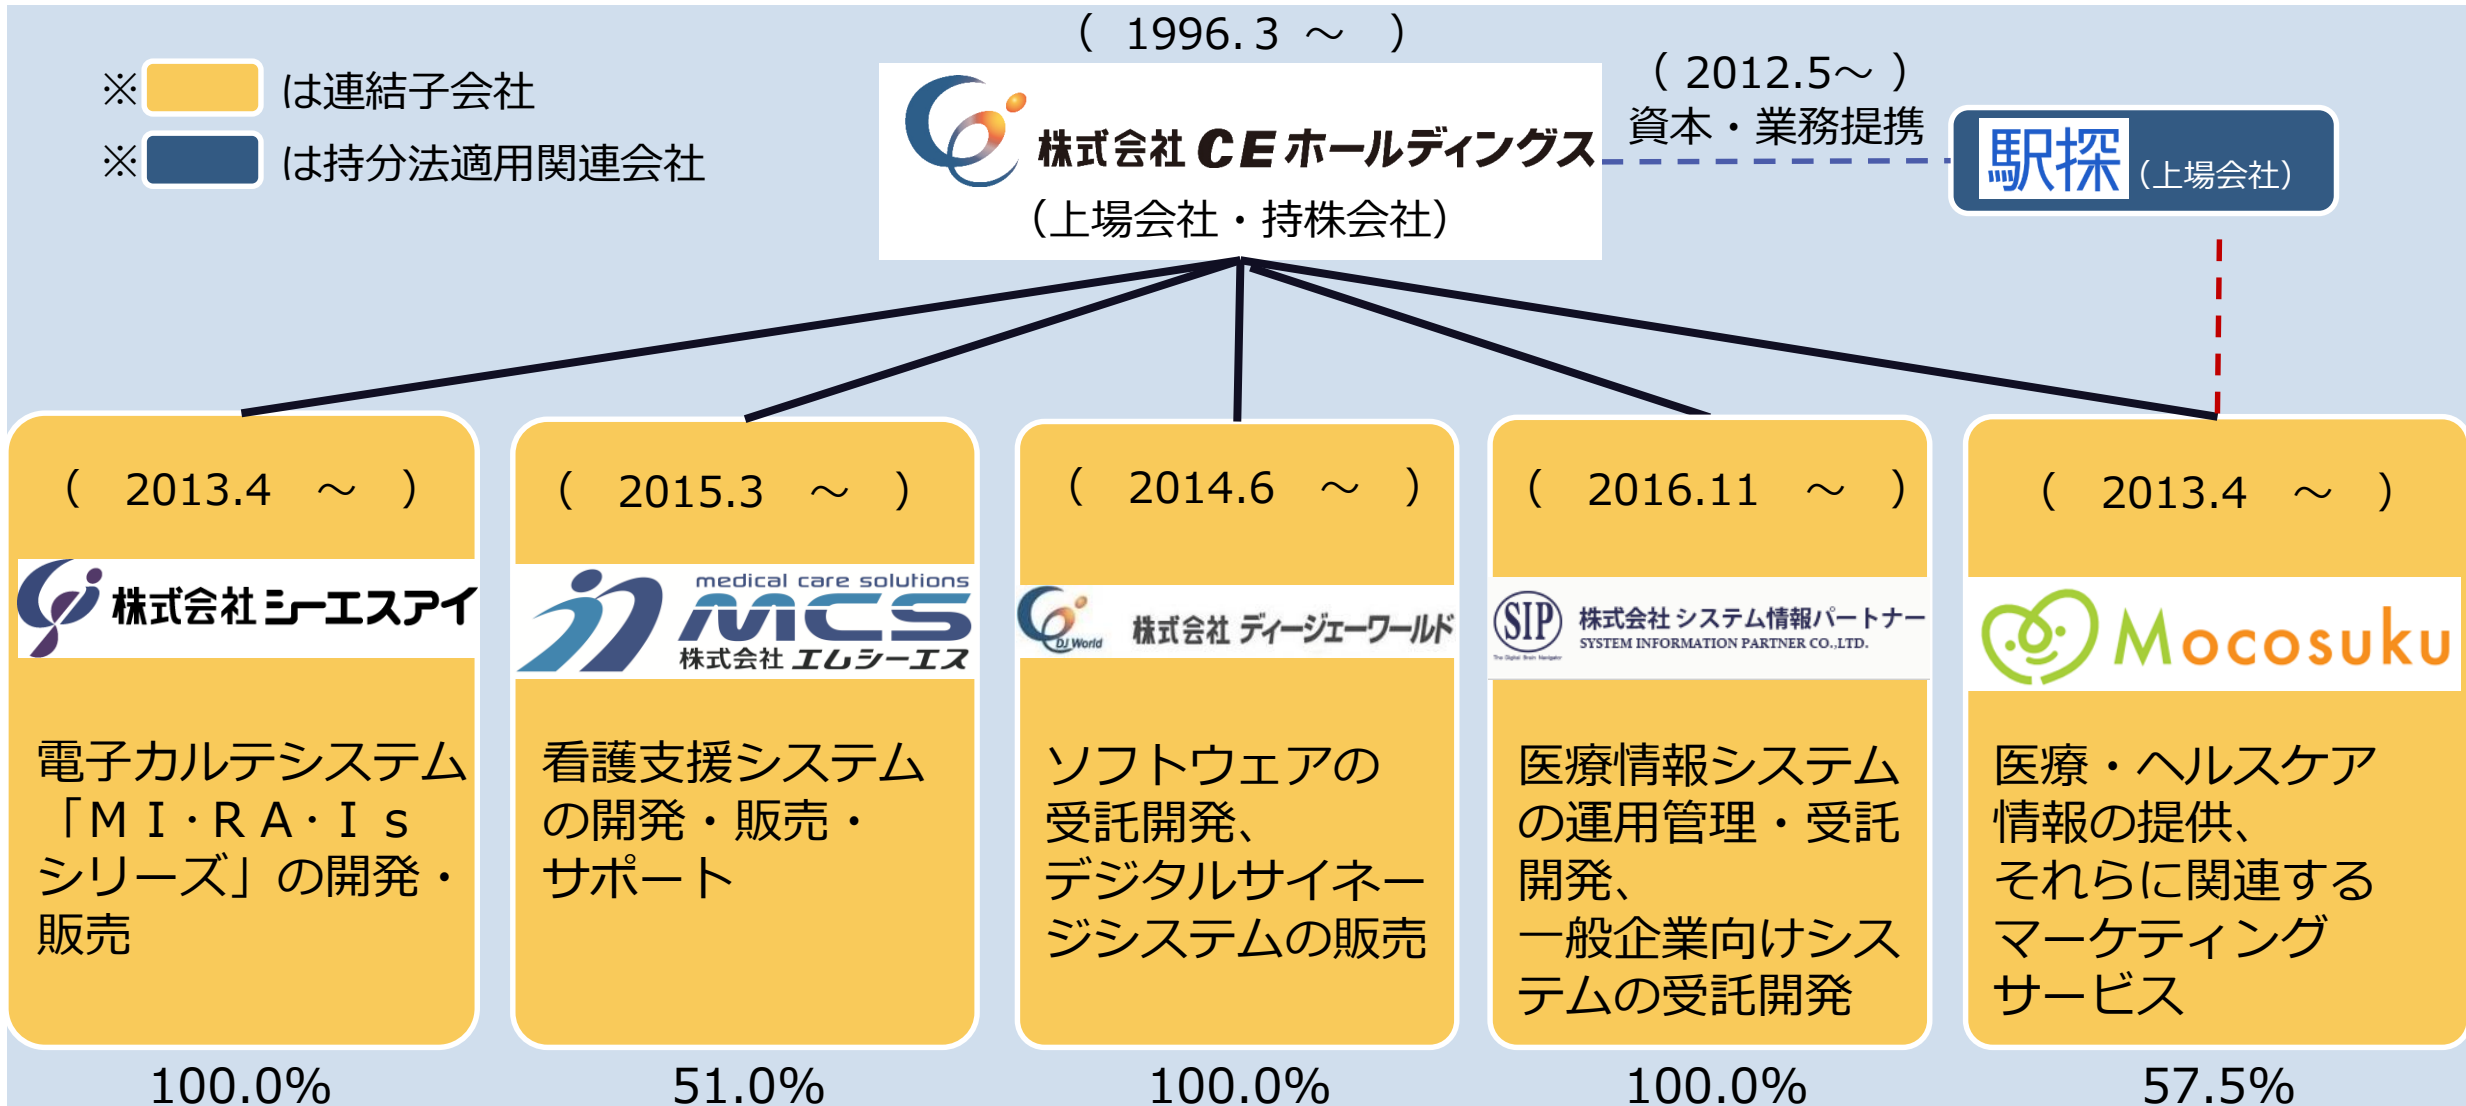 ( 1996.3 ～ )
※ は連結子会社
※ は持分法適用関連会社
株式会社 CEホールディングス
（上場会社・持株会社）
( 2012.5～ )
資本・業務提携
駅探 （上場会社）
( 2013.4 ～ )
株式会社 シーエスアイ
電子カルテシステム
「ＭＩ･ＲＡ･Ｉｓ
シリーズ」の開発・
販売
100.0%
( 2015.3 ～ )
medical care solutions
MCS
株式会社 エムシーエス
看護支援システム
の開発・販売・
サポート
51.0%
( 2014.6 ～ )
DJ World
株式会社 ディージェーワールド
ソフトウェアの
受託開発、
デジタルサイネー
ジシステムの販売
100.0%
( 2016.11 ～ )
SIP
The Digital Brain Navigator
株式会社 システム情報パートナー
SYSTEM INFORMATION PARTNER CO.,LTD.
医療情報システム
の運用管理・受託
開発、
一般企業向けシス
テムの受託開発
100.0%
( 2013.4 ～ )
Mocosuku
医療・ヘルスケア
情報の提供、
それらに関連する
マーケティング
サービス
57.5%